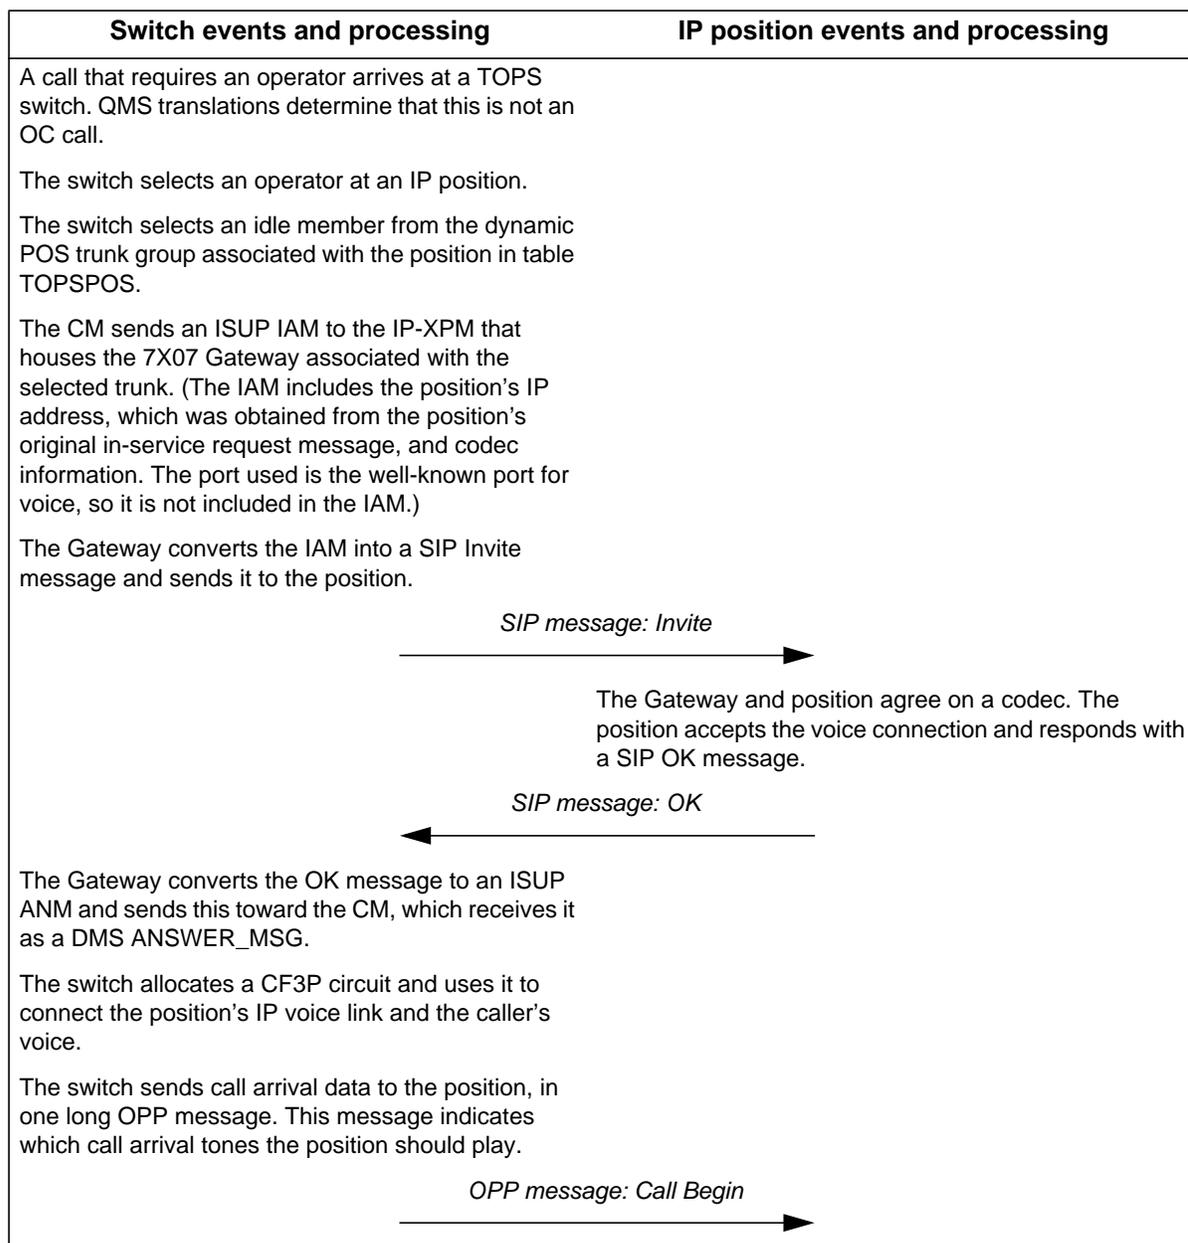 Switch events and processing
IP position events and processing
A call that requires an operator arrives at a TOPS
switch. QMS translations determine that this is not an
OC call.
The switch selects an operator at an IP position.
The switch selects an idle member from the dynamic
POS trunk group associated with the position in table
TOPSPOS.
The CM sends an ISUP IAM to the IP-XPM that
houses the 7X07 Gateway associated with the
selected trunk. (The IAM includes the position’s IP
address, which was obtained from the position’s
original in-service request message, and codec
information. The port used is the well-known port for
voice, so it is not included in the IAM.)
The Gateway converts the IAM into a SIP Invite
message and sends it to the position.
SIP message: Invite
The Gateway and position agree on a codec. The
position accepts the voice connection and responds with
a SIP OK message.
SIP message: OK
The Gateway converts the OK message to an ISUP
ANM and sends this toward the CM, which receives it
as a DMS ANSWER_MSG.
The switch allocates a CF3P circuit and uses it to
connect the position’s IP voice link and the caller’s
voice.
The switch sends call arrival data to the position, in
one long OPP message. This message indicates
which call arrival tones the position should play.
OPP message: Call Begin